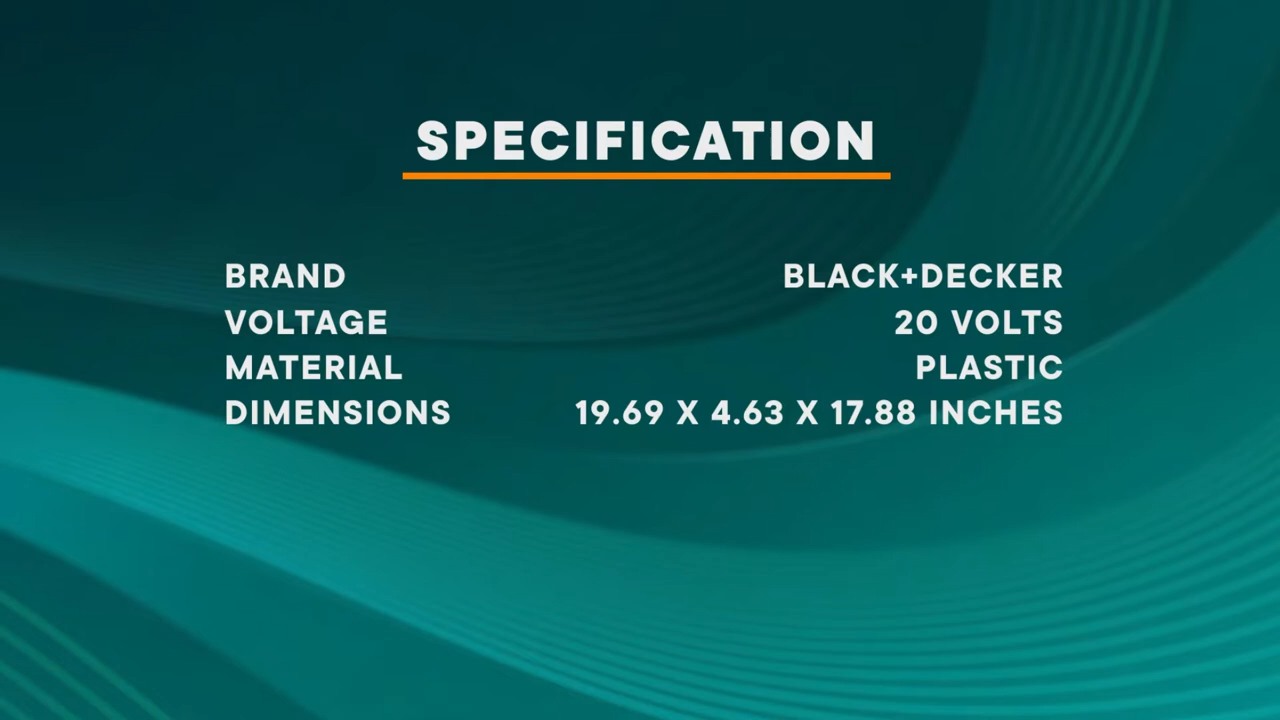 SPECIFICATION
BRAND BLACK+DECKER
VOLTAGE 20 VOLTS
MATERIAL PLASTIC
DIMENSIONS 19.69 X 4.63 X 17.88 INCHES